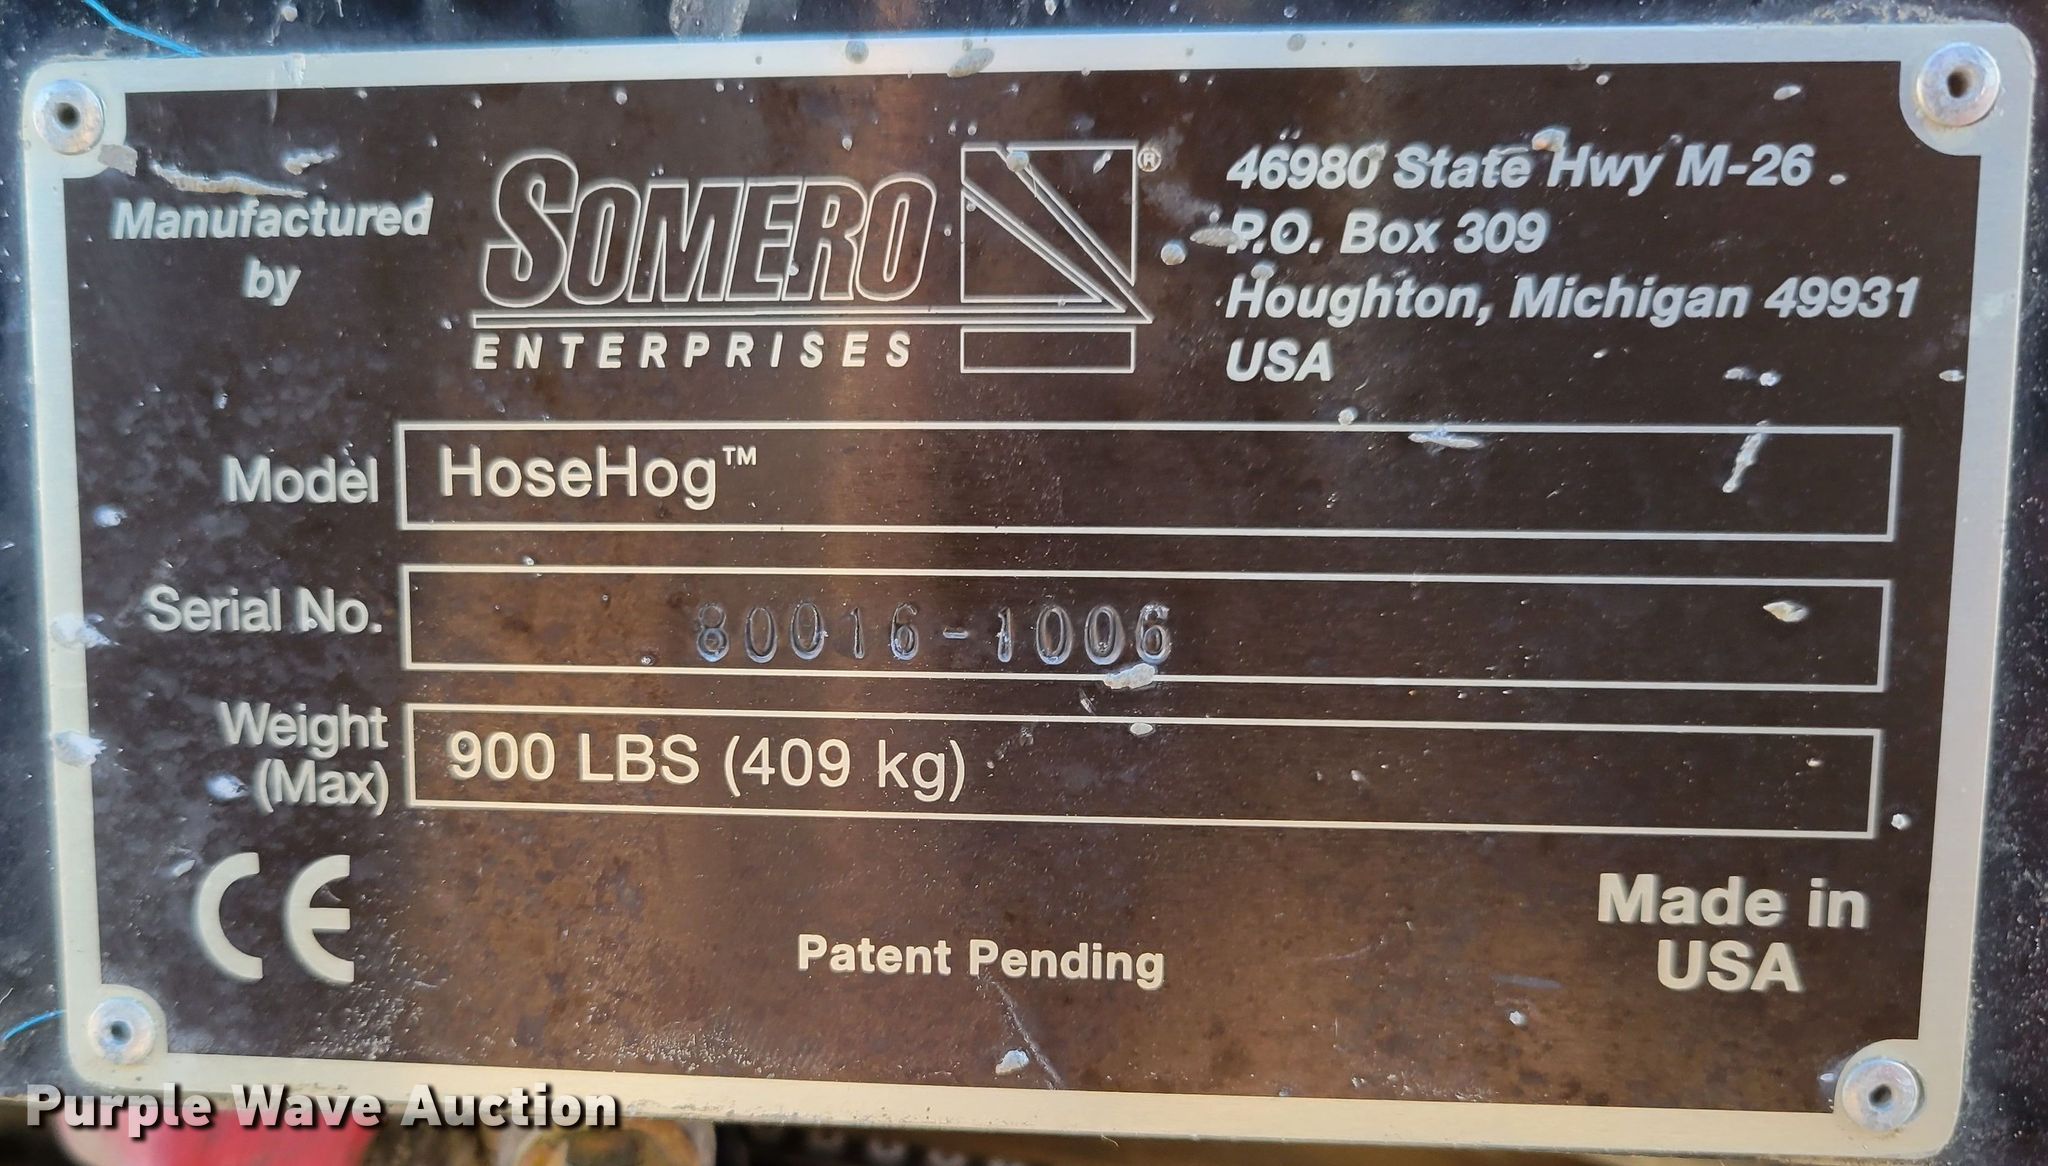 Manufactured
by
SOMERO
ENTERPRISES
®
46980 State Hwy M-26
P.O. Box 309
Houghton, Michigan 49931
USA
Model
HoseHog™
Serial No.
80016-1006
Weight
(Max)
900 LBS (409 kg)
CE
Patent Pending
Made in
USA
Purple Wave Auction